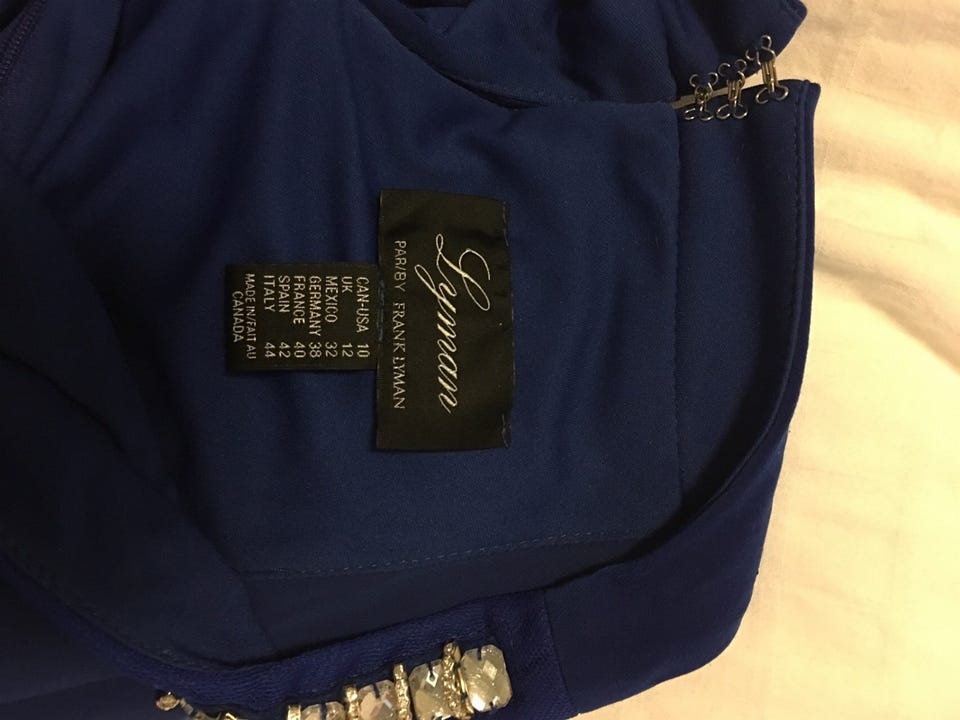 Lyman
PAR/BY FRANK LYMAN
CAN-USA 10
UK 12
MEXICO 32
GERMANY 38
FRANCE 40
SPAIN 42
ITALY 44
MADE IN/FAIT AU
CANADA